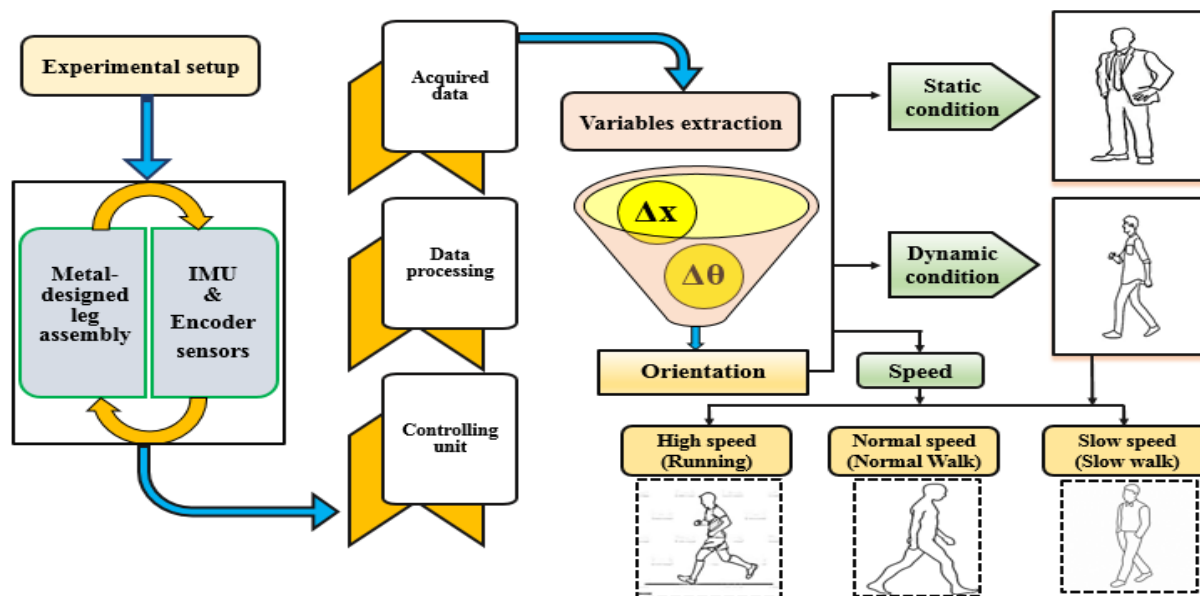 Experimental setup
Metal-
designed
leg
assembly
IMU
&
Encoder
sensors
Acquired
data
Data
processing
Controlling
unit
Variables extraction
Δx
Δθ
Orientation
Static
condition
Dynamic
condition
Speed
High speed
(Running)
Normal speed
(Normal Walk)
Slow speed
(Slow walk)